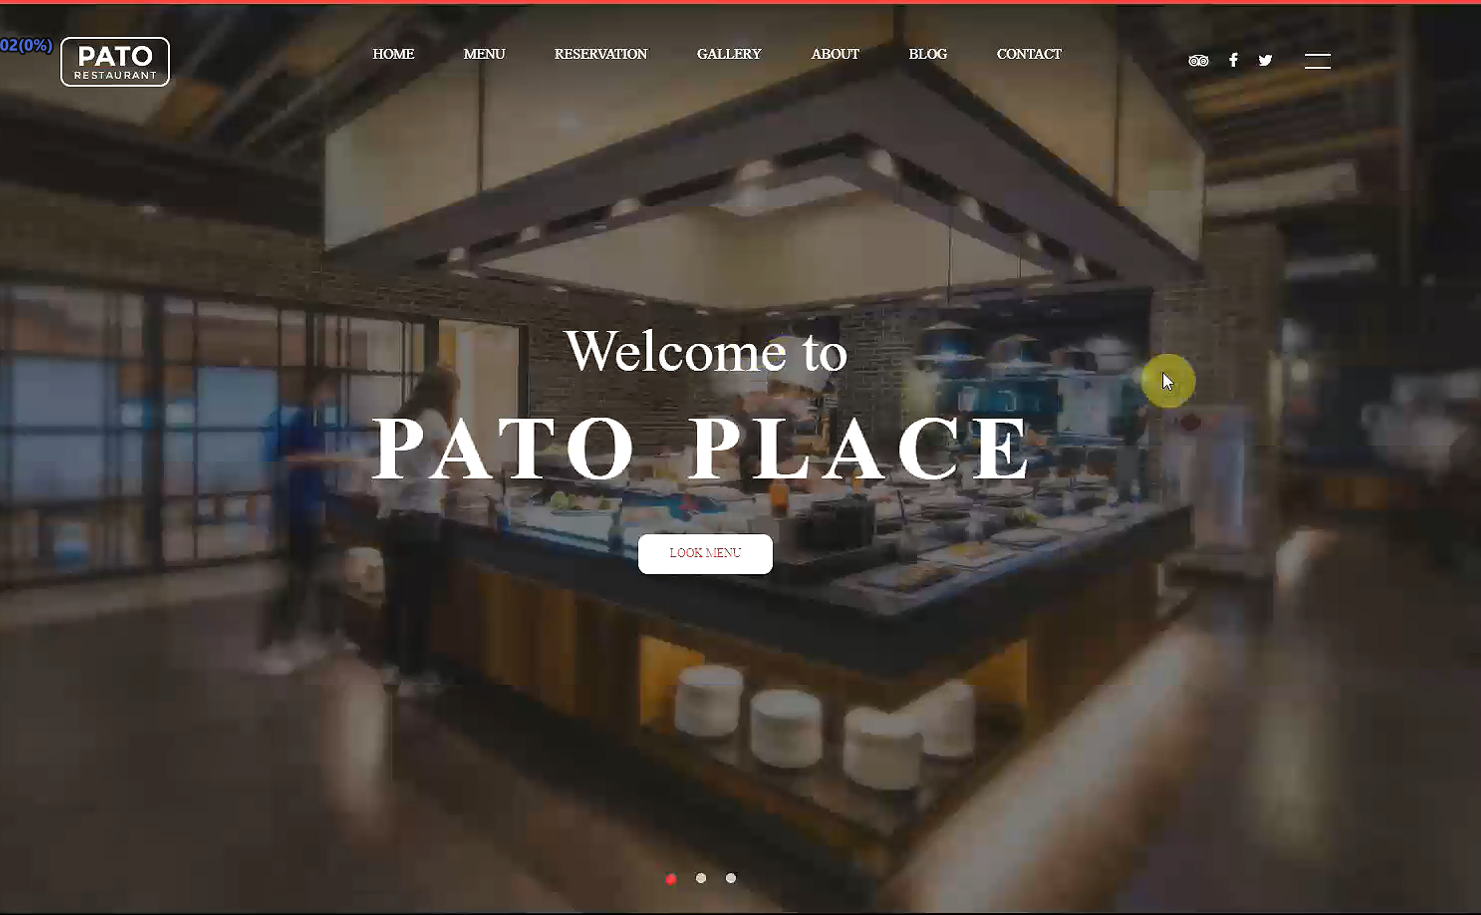 02(0%)
PATO
RESTAURANT
HOME MENU RESERVATION GALLERY ABOUT BLOG CONTACT
Welcome to
PATO PLACE
LOOK MENU